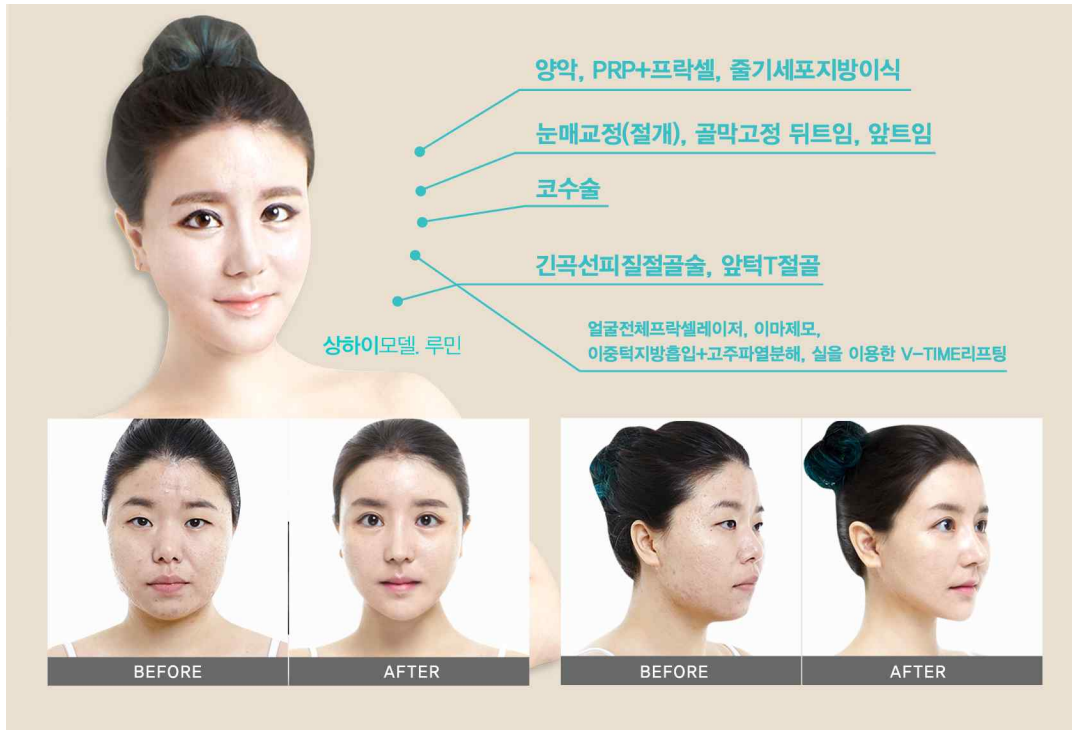 양악, PRP+프락셀, 줄기세포지방이식
눈매교정(절개), 골막고정 뒤트임, 앞트임
코수술
긴곡선피질절골술, 앞턱T절골
얼굴전체프락셀레이저, 이마제모,
이중턱지방흡입+고주파열분해, 실을 이용한 V-TIME리프팅
상하이모델. 루민
BEFORE
AFTER
BEFORE
AFTER